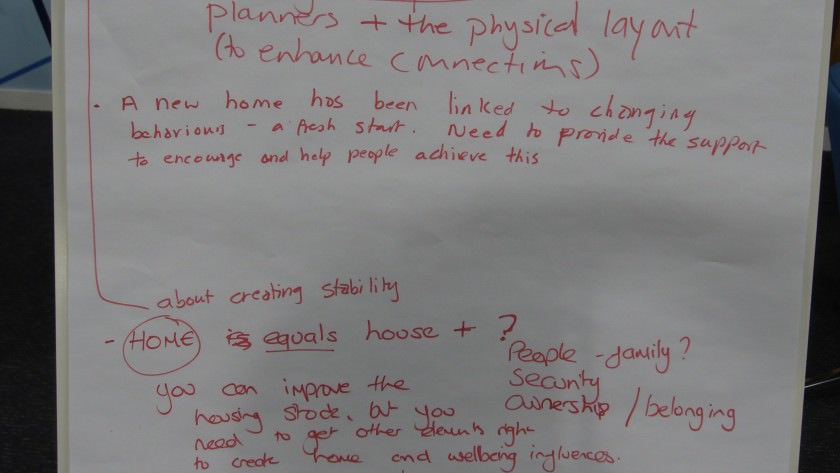 planners + the physical layout
(to enhance connections)
· A new home has been linked to changing
behaviours - a fresh start. Need to provide the support
to encourage and help people achieve this
about creating stability
- HOME is equals house + ?
People - family?
Security
Ownership / belonging
you can improve the
housing stock, but you
need to get other elements right
to create home and wellbeing influences.